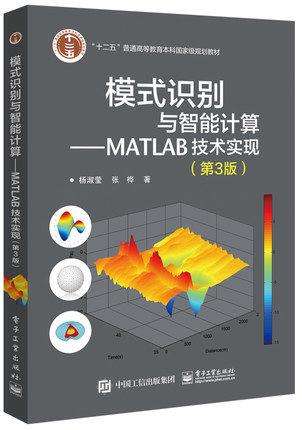 "十二五"普通高等教育本科国家级规划教材
模式识别
与智能计算
——MATLAB技术实现
(第3版)
杨淑莹 张桦 著
模式识别与智能计算——MATLAB技术实现(第3版)
电子工业出版社
Time(s)
Distance(m)
中国工信出版集团
电子工业出版社